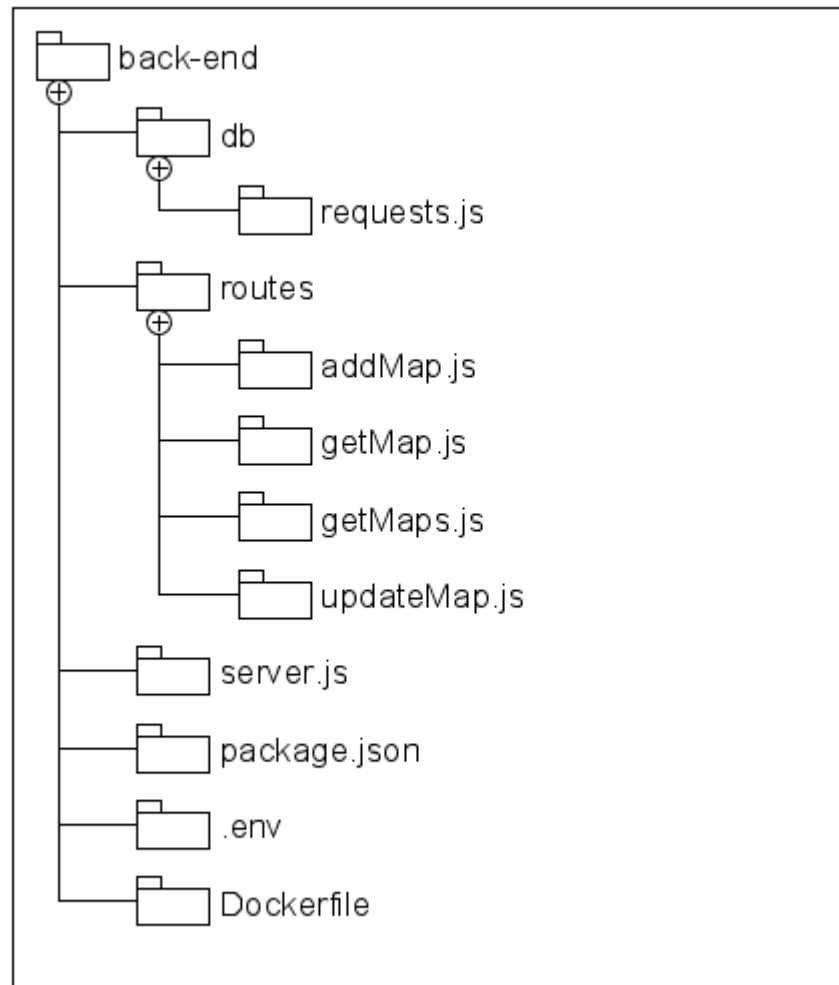 back-end
db
requests.js
routes
addMap.js
getMap.js
getMaps.js
updateMap.js
server.js
package.json
.env
Dockerfile